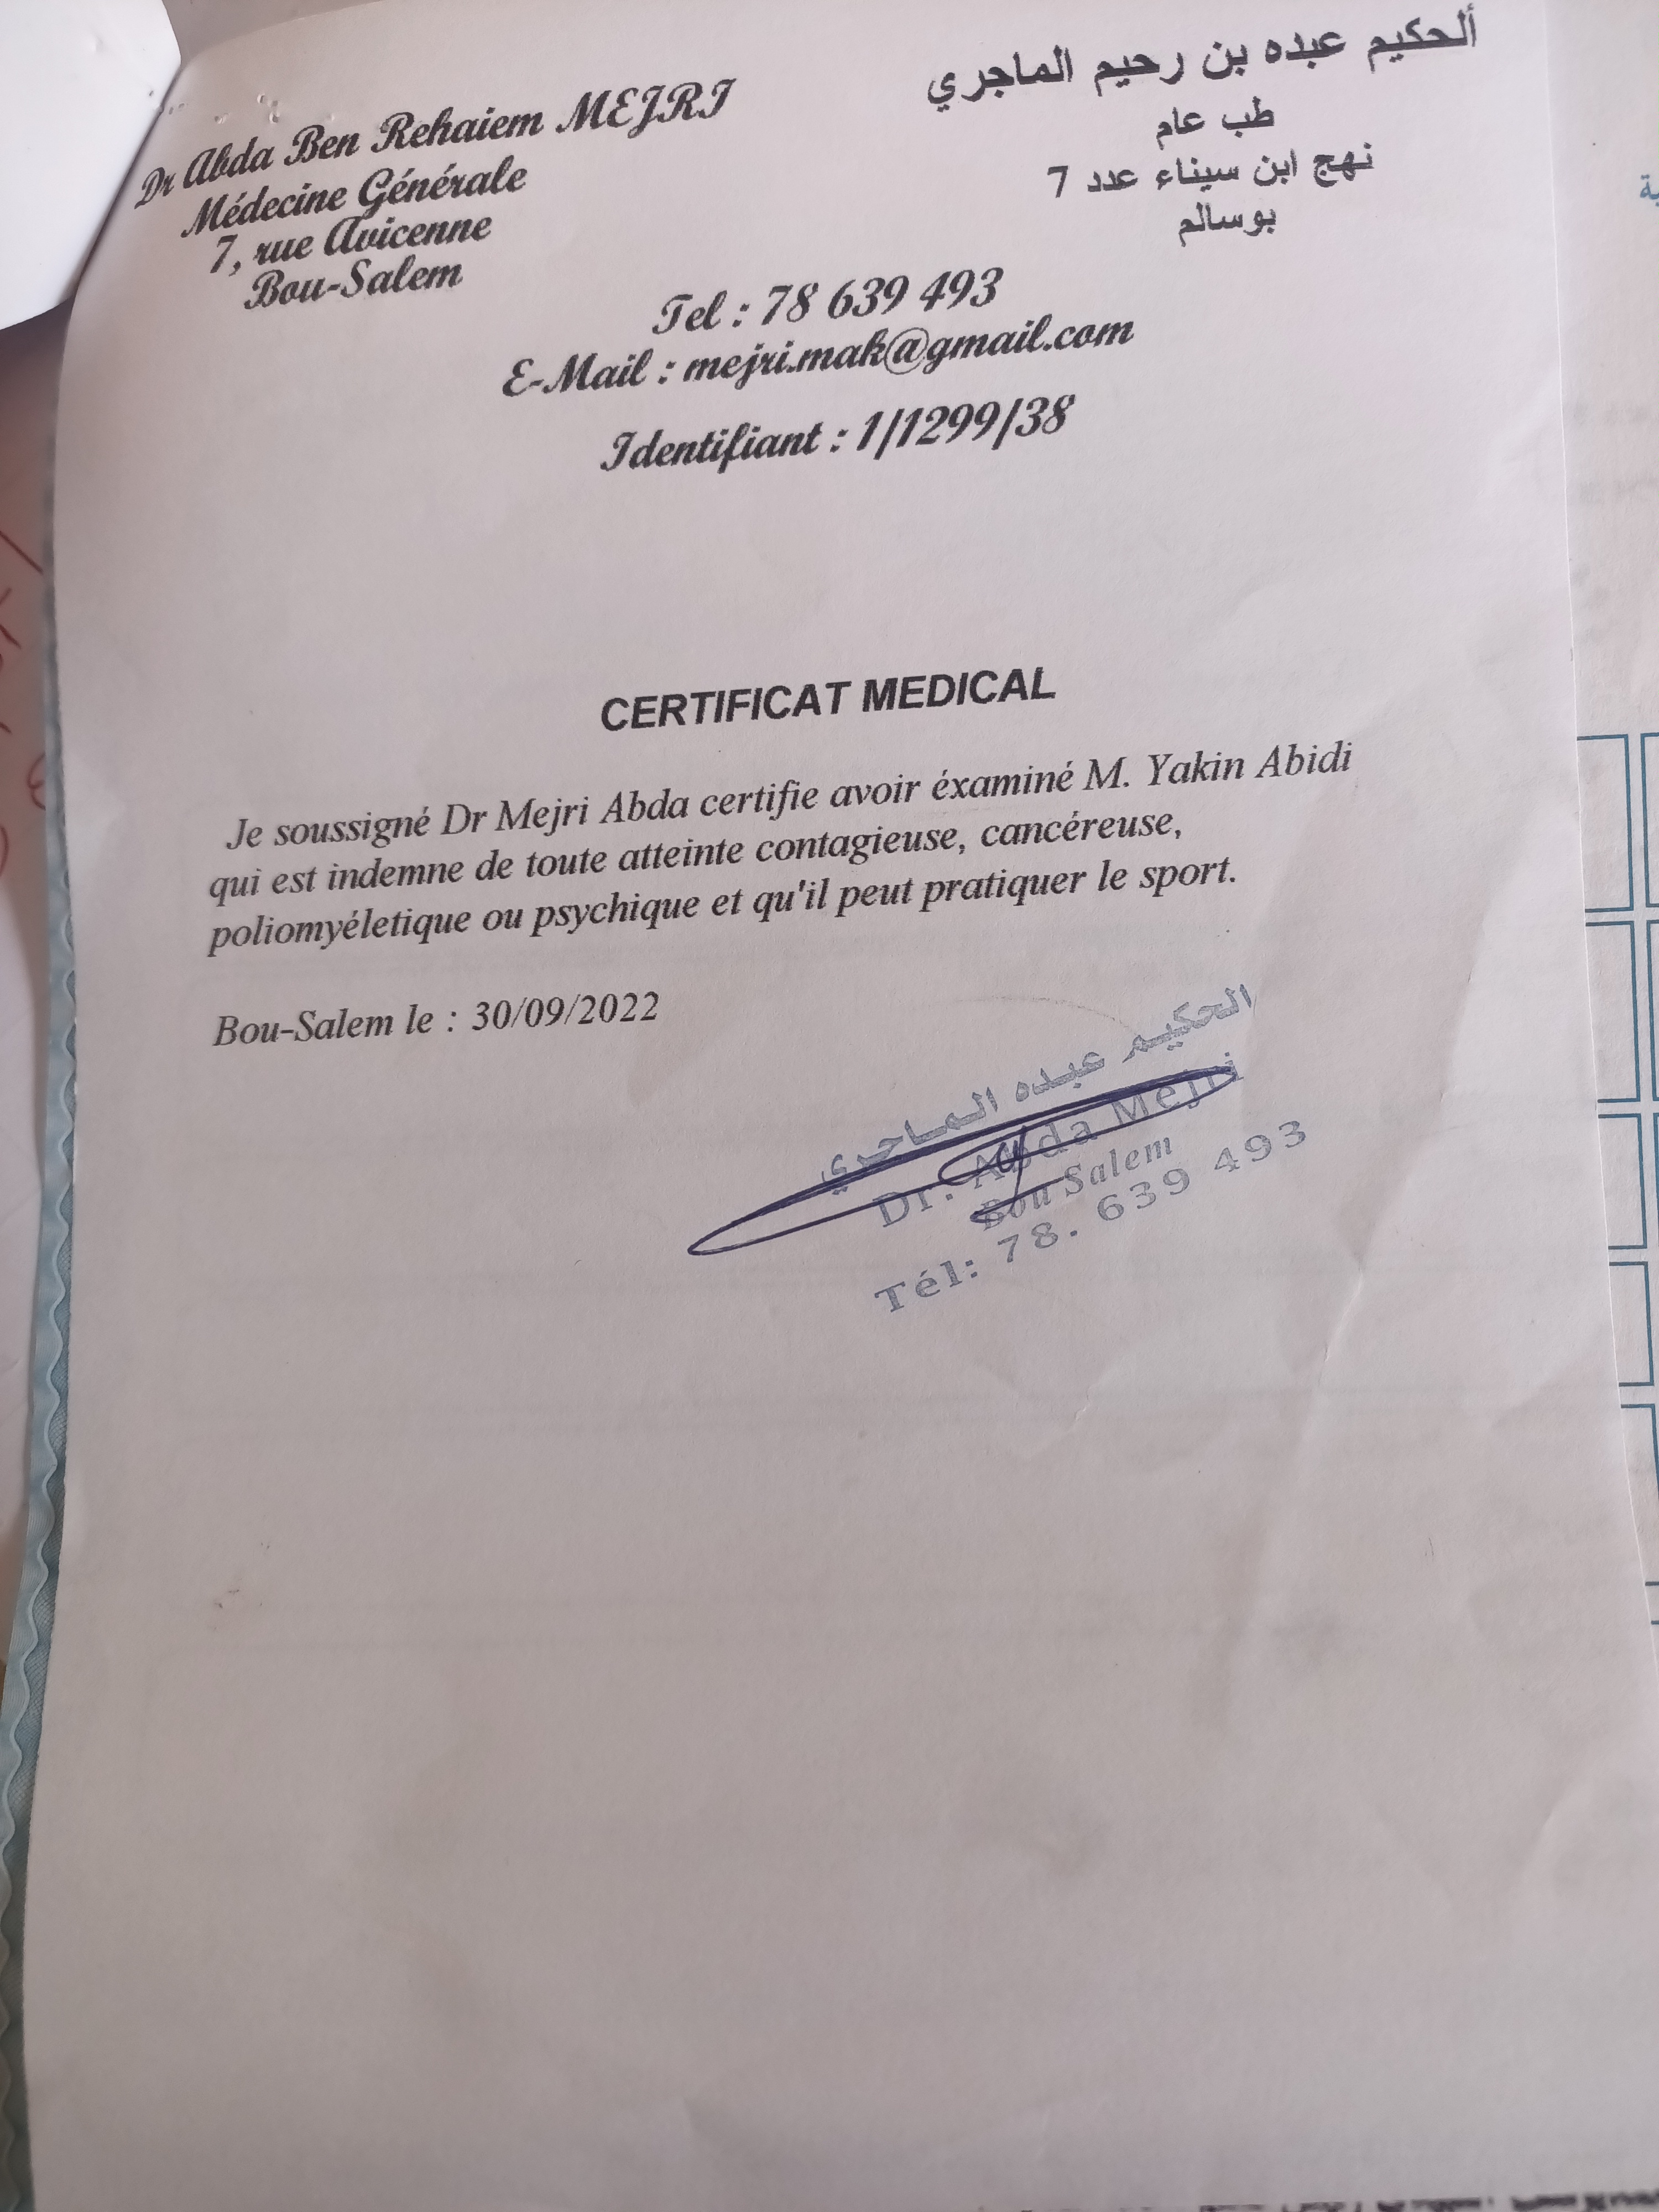 Dr Abda Ben Rehaiem MEJRI
Médecine Générale
7, rue Avicenne
Bou-Salem
ألحكيم عبده بن رحيم الماجري
طب عام
نهج ابن سيناء عدد 7
بوسالم
Tel : 78 639 493
E-Mail : mejri.mak@gmail.com
Identifiant : 1/1299/38
CERTIFICAT MEDICAL
Je soussigné Dr Mejri Abda certifie avoir éxaminé M. Yakin Abidi
qui est indemne de toute atteinte contagieuse, cancéreuse,
poliomyéletique ou psychique et qu'il peut pratiquer le sport.
Bou-Salem le : 30/09/2022
الحكيم عبده الماجري
Dr. Abda Mejri
Bou Salem
Tél: 78. 639 493